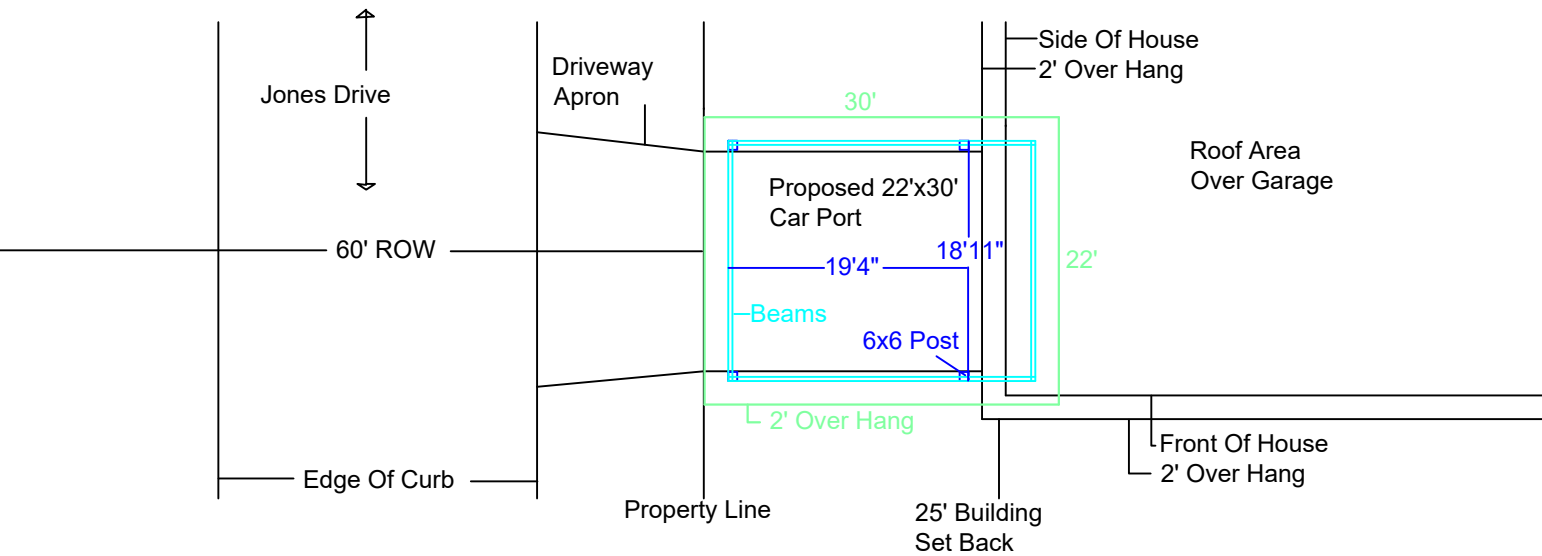 Side Of House
2' Over Hang
Driveway
Apron
Jones Drive
30'
Roof Area
Over Garage
Proposed 22'x30'
Car Port
60' ROW
18'11"
19'4"
22'
Beams
6x6 Post
2' Over Hang
Front Of House
2' Over Hang
Edge Of Curb
Property Line
25' Building
Set Back